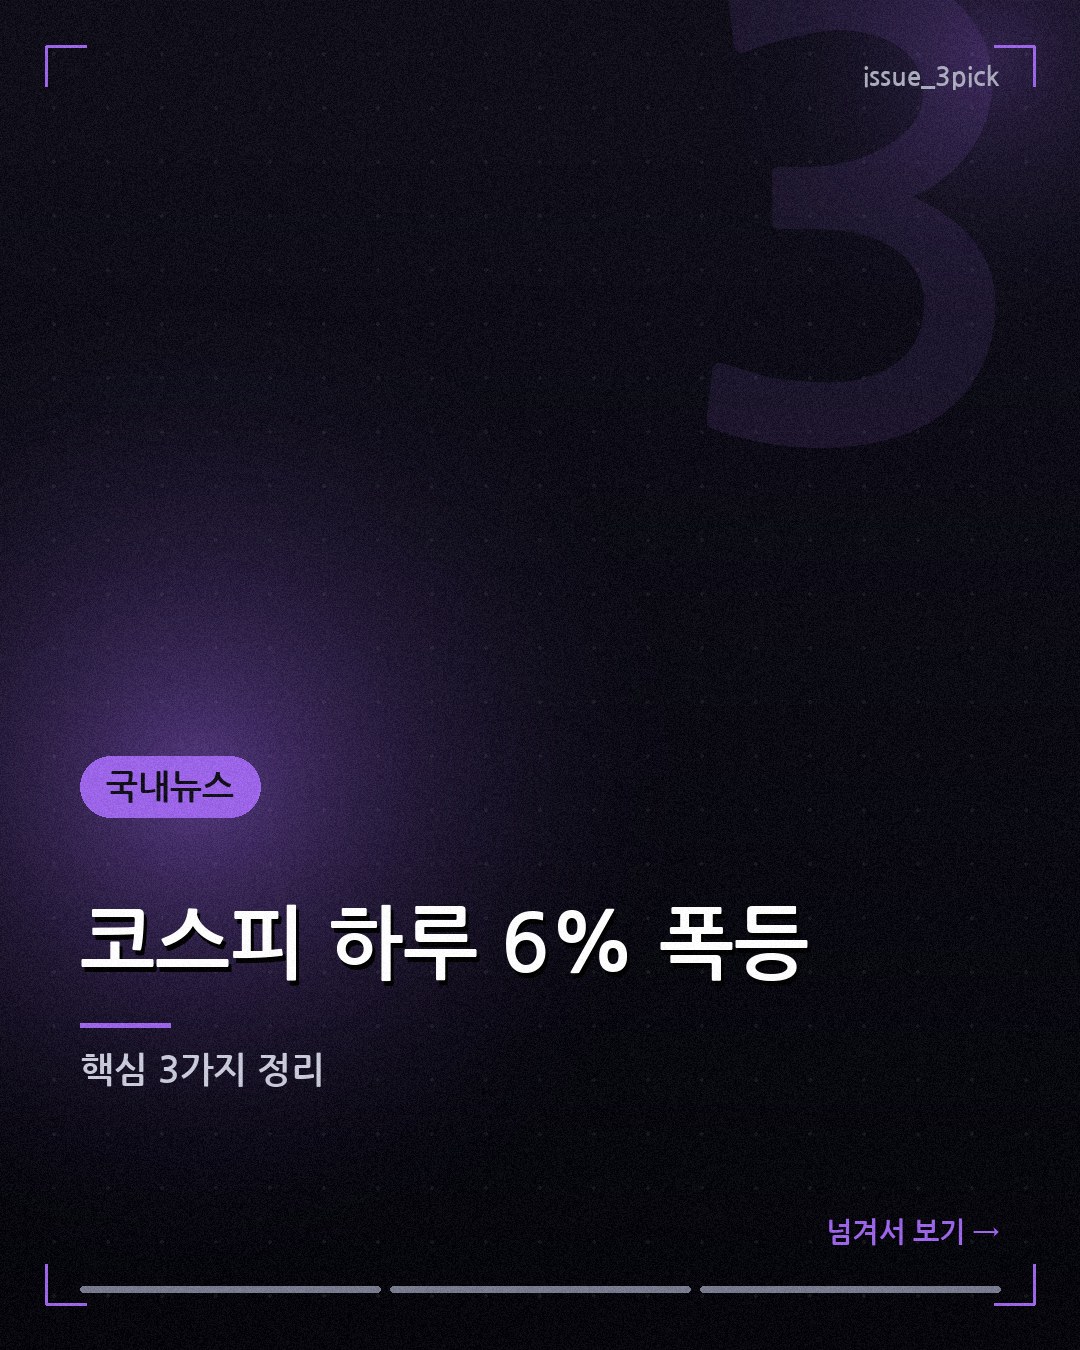 issue_3pick
3
국내뉴스
코스피 하루 6% 폭등
핵심 3가지 정리
넘겨서 보기 →